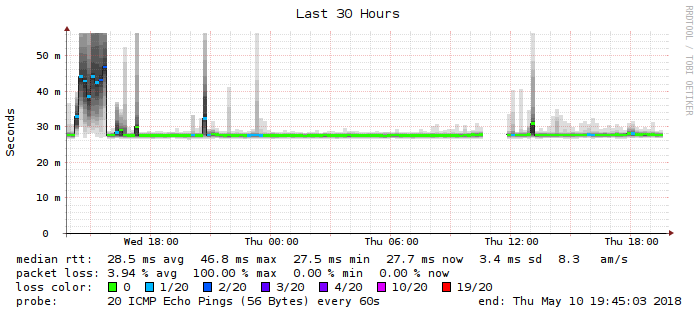 Last 30 Hours
RRDTOOL / TOBI OETIKER
Seconds
50 m
40 m
30 m
20 m
10 m
0
Wed 18:00 Thu 00:00 Thu 06:00 Thu 12:00 Thu 18:00
median rtt: 28.5 ms avg 46.8 ms max 27.5 ms min 27.7 ms now 3.4 ms sd 8.3 am/s
packet loss: 3.94 % avg 100.00 % max 0.00 % min 0.00 % now
loss color: 0 1/20 2/20 3/20 4/20 10/20 19/20
probe: 20 ICMP Echo Pings (56 Bytes) every 60s end: Thu May 10 19:45:03 2018